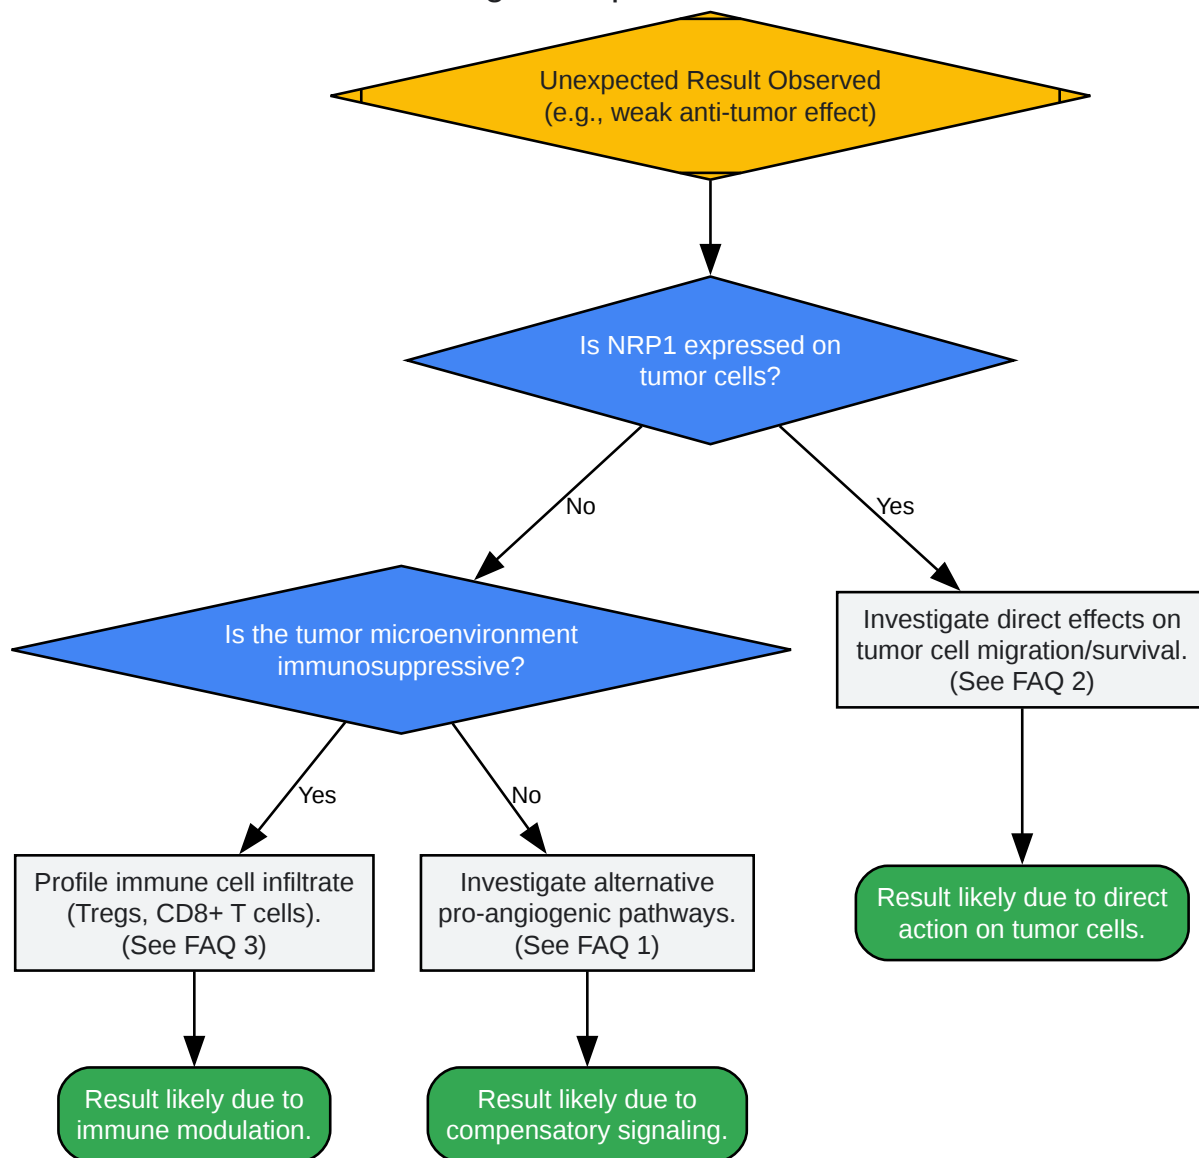 Unexpected Result Observed
(e.g., weak anti-tumor effect)
Is NRP1 expressed on
tumor cells?
No
Yes
Is the tumor microenvironment
immunosuppressive?
Investigate direct effects on
tumor cell migration/survival.
(See FAQ 2)
Yes
No
Profile immune cell infiltrate
(Tregs, CD8+ T cells).
(See FAQ 3)
Investigate alternative
pro-angiogenic pathways.
(See FAQ 1)
Result likely due to direct
action on tumor cells.
Result likely due to
immune modulation.
Result likely due to
compensatory signaling.